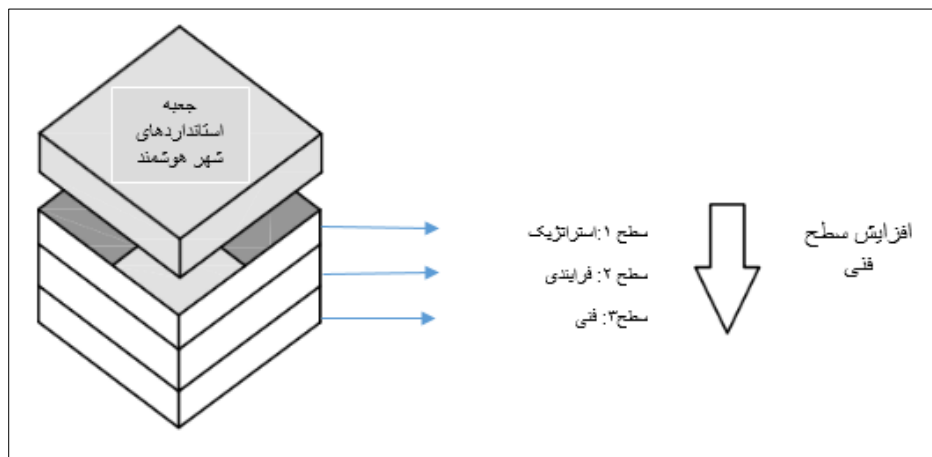 جعبه
استانداردهای
شهر هوشمند
سطح ۱:استراتژیک
سطح ۲: فرایندی
سطح۳: فنی
افزایش سطح
فنی